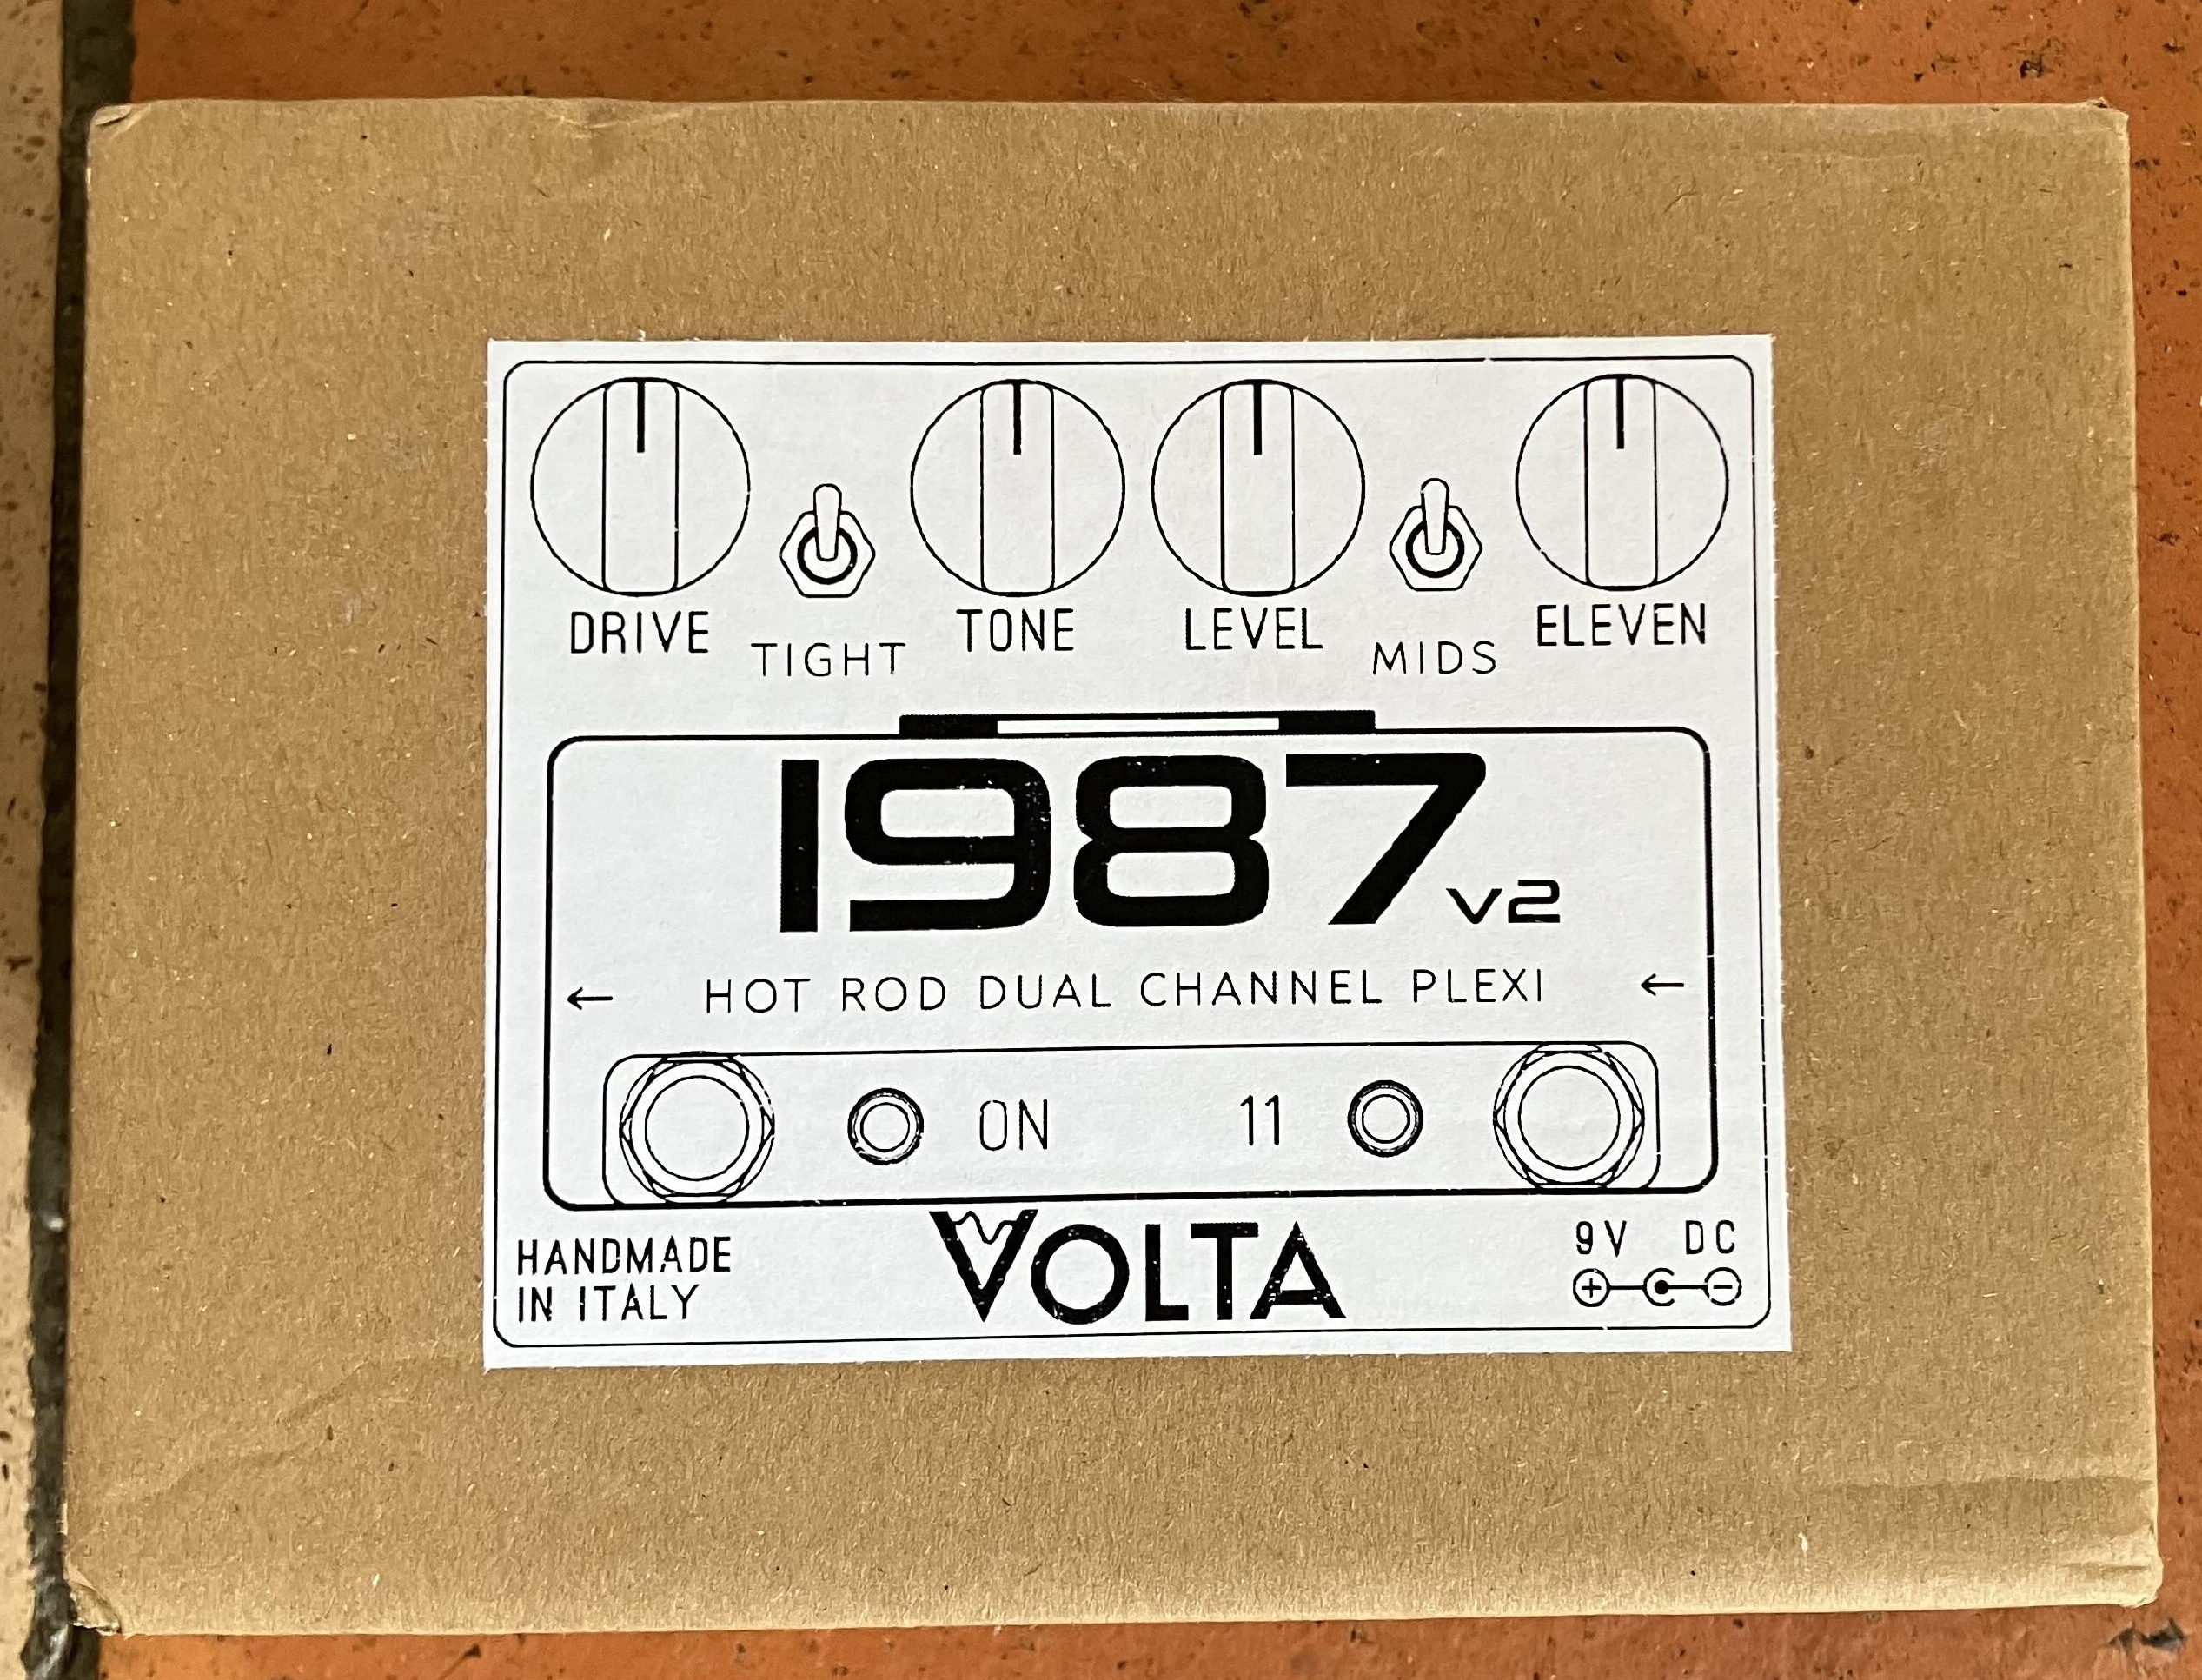 DRIVE TIGHT TONE LEVEL MIDS ELEVEN
1987 v2
← HOT ROD DUAL CHANNEL PLEXI ←
ON 11
HANDMADE
IN ITALY
VOLTA
9V DC